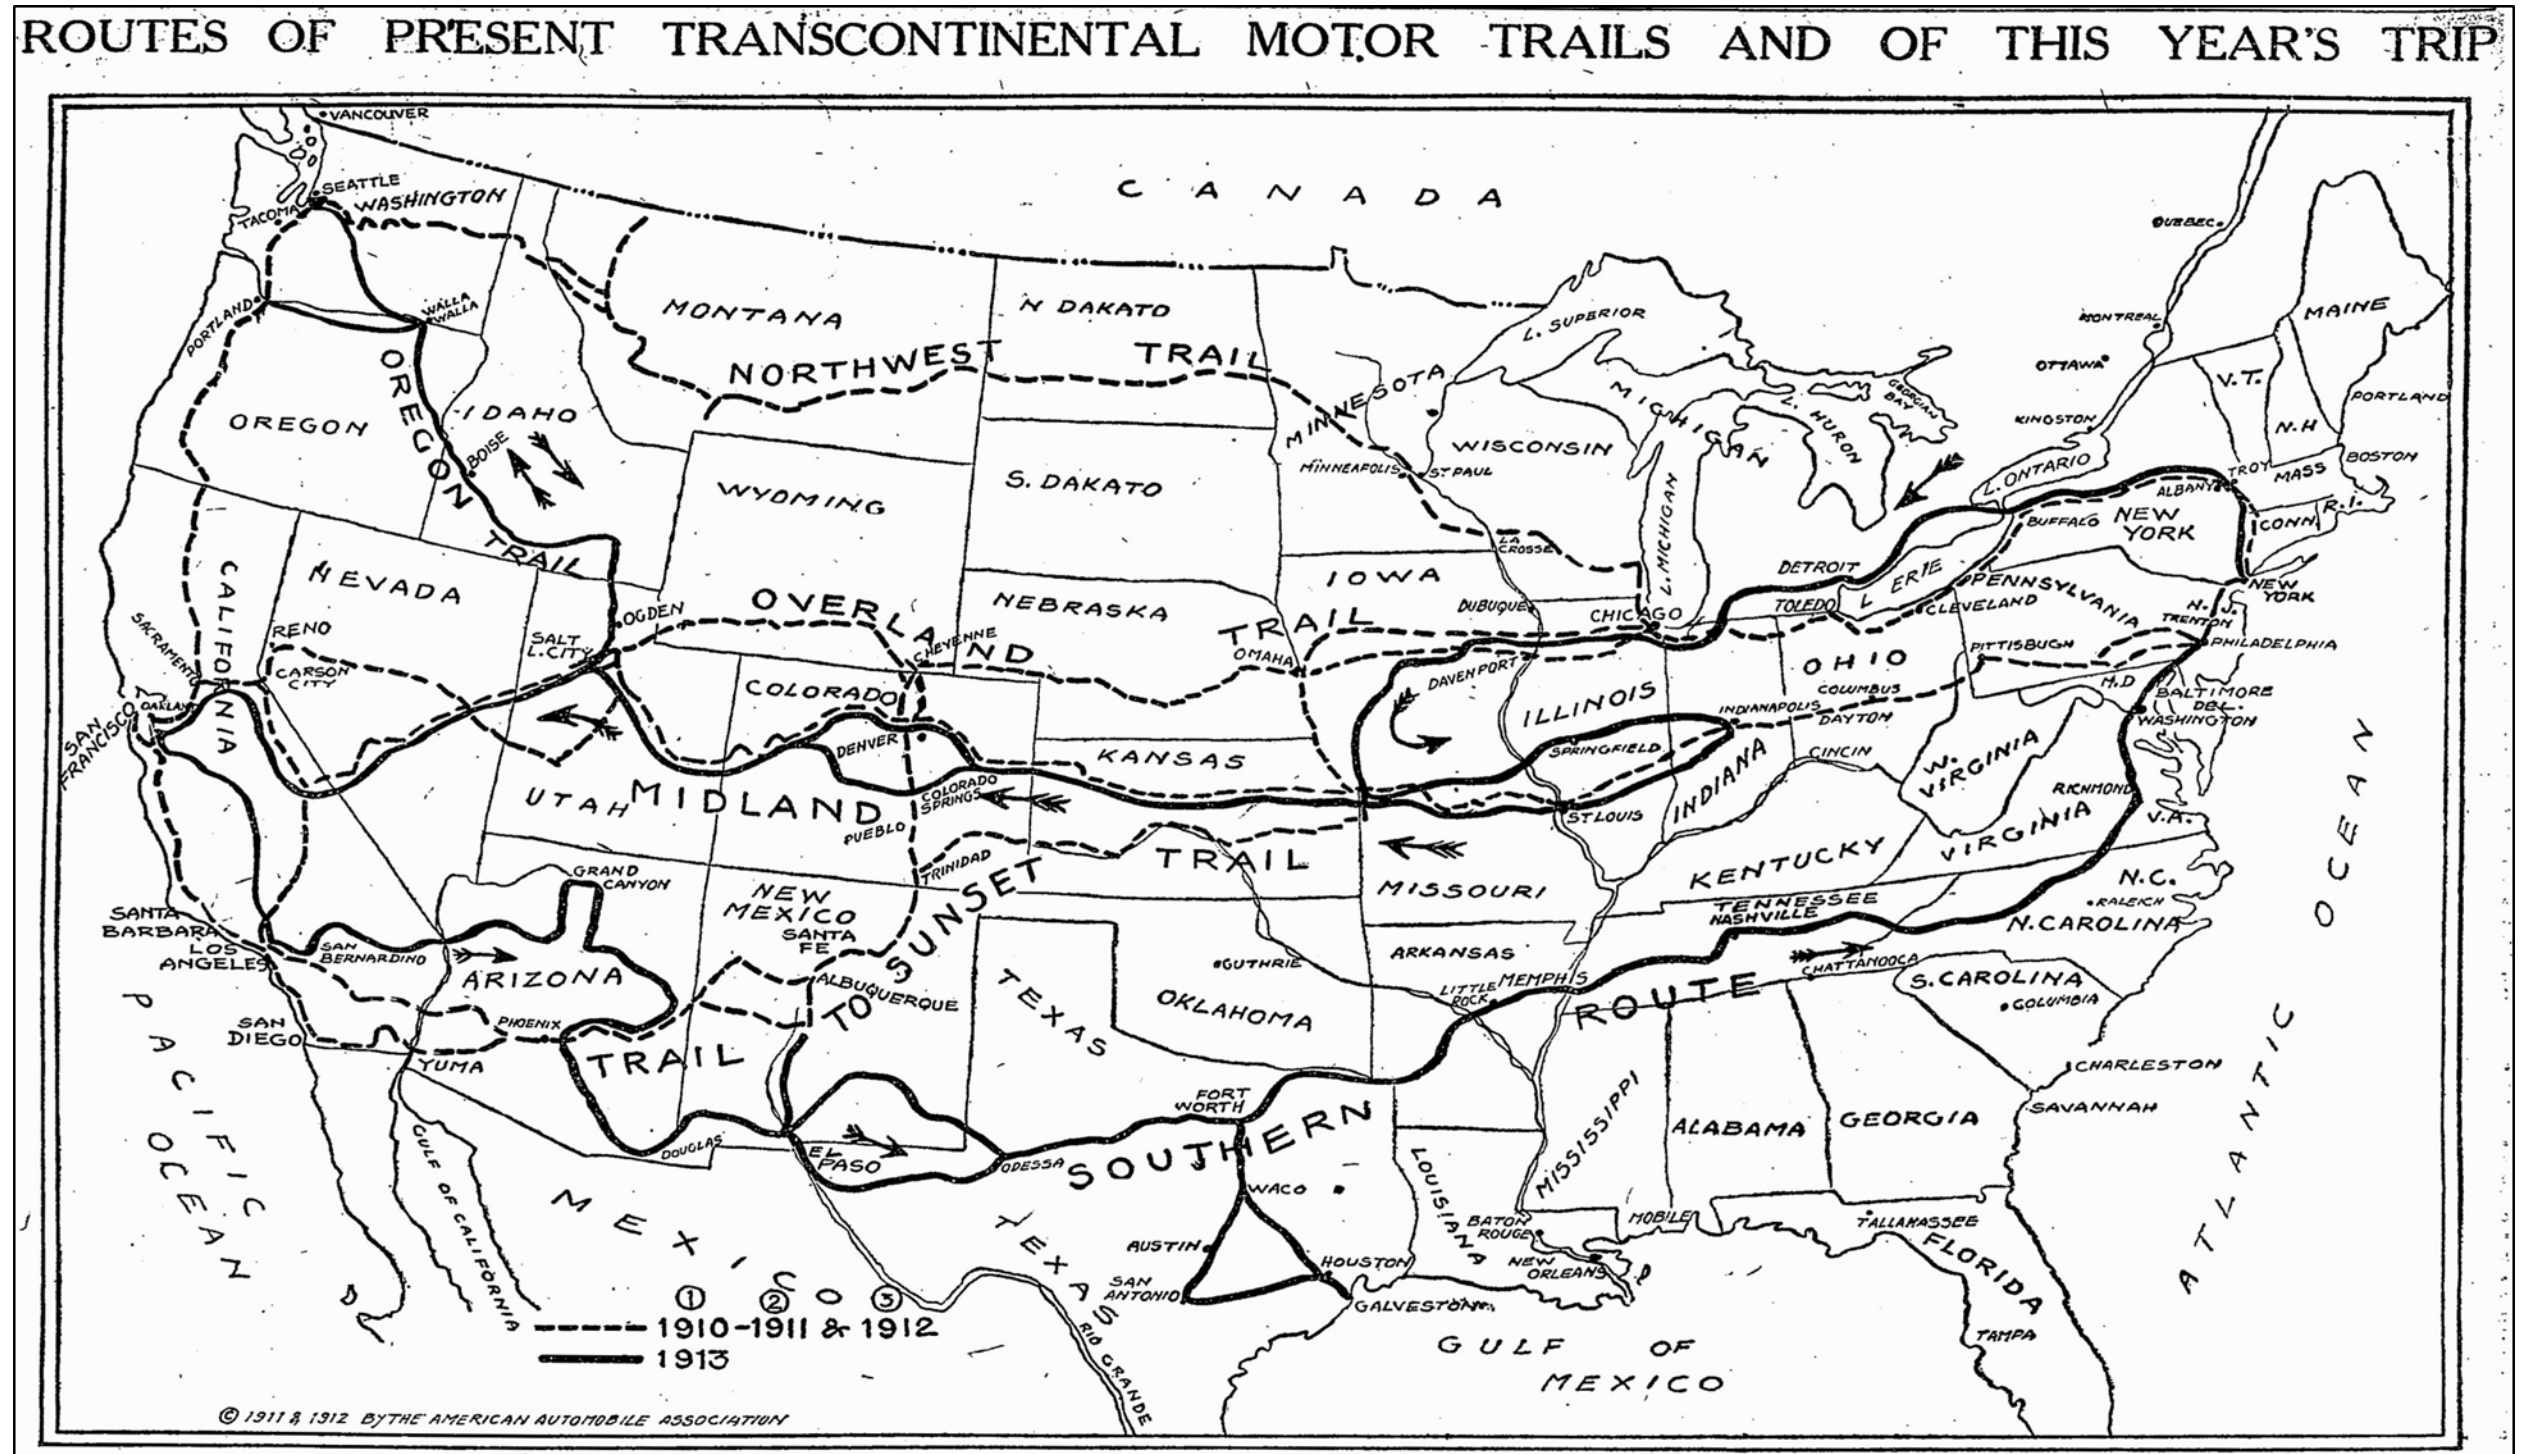 ROUTES OF PRESENT TRANSCONTINENTAL MOTOR TRAILS AND OF THIS YEAR'S TRIP
VANCOUVER
CANADA
SEATTLE
WASHINGTON
TACOMA
QUEBEC
MONTANA
N DAKATO
L. SUPERIOR
MONTREAL
MAINE
PORTLAND
WALLA
WALLA
NORTHWEST TRAIL
OTTAWA
V.T.
PORTLAND
OREGON
IDAHO
OREGON TRAIL
BOISE
MINNESOTA
MICHIGAN
L. HURON
GEORGIAN
BAY
KINGSTON
N.H
WISCONSIN
MINNEAPOLIS
ST PAUL
L. ONTARIO
TROY
MASS
BOSTON
WYOMING
S. DAKATO
L. MICHIGAN
ALBANY
BUFFALO
NEW
YORK
CONN
R.I.
LA
CROSSE
NEVADA
CALIFORNIA
IOWA
DETROIT
L ERIE
PENNSYLVANIA
NEW
YORK
OGDEN
OVERLAND TRAIL
NEBRASKA
DUBUQUE
CHICAGO
TOLEDO
CLEVELAND
N. J.
TRENTON
SACRAMENTO
RENO
SALT
L. CITY
CHEYENNE
OMAHA
PITTISBUGH
PHILADELPHIA
CARSON
CITY
COLORADO
DAVENPORT
OHIO
COLUMBUS
M.D
BALTIMORE
DEL.
WASHINGTON
OAKLAND
SAN
FRANCISCO
DENVER
KANSAS
ILLINOIS
INDIANAPOLIS
DAYTON
SPRINGFIELD
CINCIN
INDIANA
W.
VIRGINIA
UTAH
MIDLAND TRAIL
COLORADO
SPRINGS
PUEBLO
ST LOUIS
RICHMOND
V.A.
VIRGINIA
TRINIDAD
KENTUCKY
GRAND
CANYON
NEW
MEXICO
SANTA
FE
MISSOURI
TENNESSEE
NASHVILLE
N.C.
RALEIGH
N. CAROLINA
SANTA
BARBARA
LOS
ANGELES
SAN
BERNARDINO
TRAIL TO SUNSET
ARIZONA
ALBUQUERQUE
TEXAS
GUTHRIE
ARKANSAS
CHATTANOOCA
OKLAHOMA
LITTLE
ROCK
MEMPHIS
S. CAROLINA
COLUMBIA
SAN
DIEGO
PHOENIX
YUMA
SOUTHERN ROUTE
CHARLESTON
FORT
WORTH
MISSISSIPPI
ALABAMA
GEORGIA
SAVANNAH
DOUGLAS
EL
PASO
ODESSA
GULF OF CALIFORNIA
WACO
LOUISIANA
PACIFIC
OCEAN
ATLANTIC OCEAN
MEXICO
TEXAS
AUSTIN
BATON
ROUGE
MOBILE
TALLAHASSEE
FLORIDA
SAN
ANTONIO
HOUSTON
NEW
ORLEANS
GALVESTON
TAMPA
RIO GRANDE
GULF OF
MEXICO
① ② ③
1910-1911 & 1912
1913
© 1911 & 1912 BY THE AMERICAN AUTOMOBILE ASSOCIATION